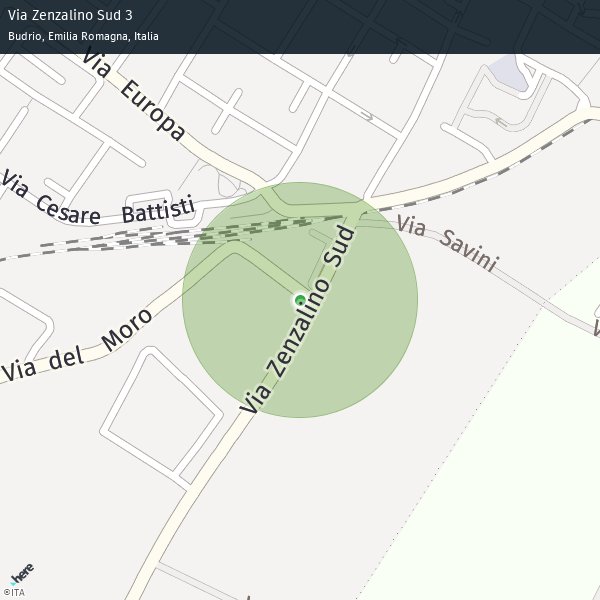 Via Zenzalino Sud 3
Budrio, Emilia Romagna, Italia
Via Europa
Via Cesare Battisti
Via Savini
Via Zenzalino Sud
Via del Moro
here
©ITA